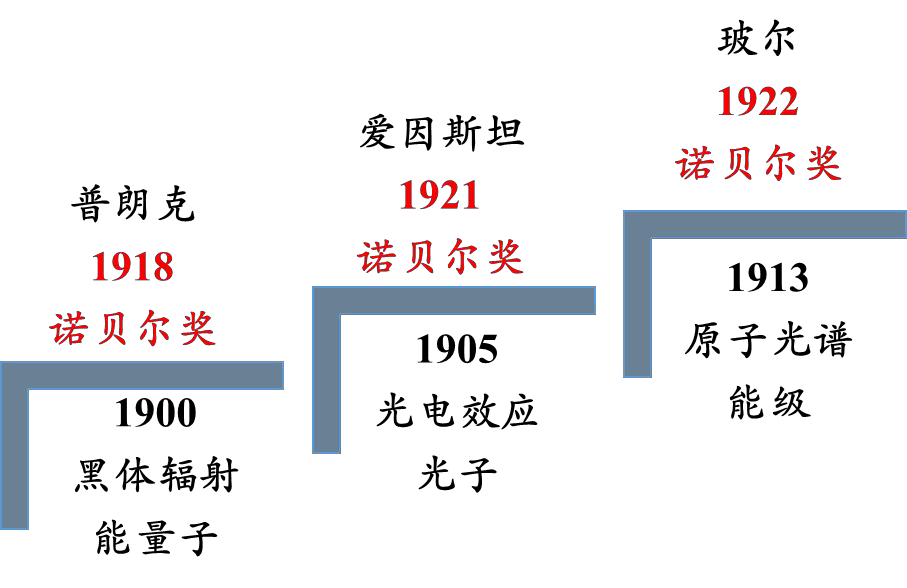 普朗克
1918
诺贝尔奖
1900
黑体辐射
能量子
爱因斯坦
1921
诺贝尔奖
1905
光电效应
光子
玻尔
1922
诺贝尔奖
1913
原子光谱
能级